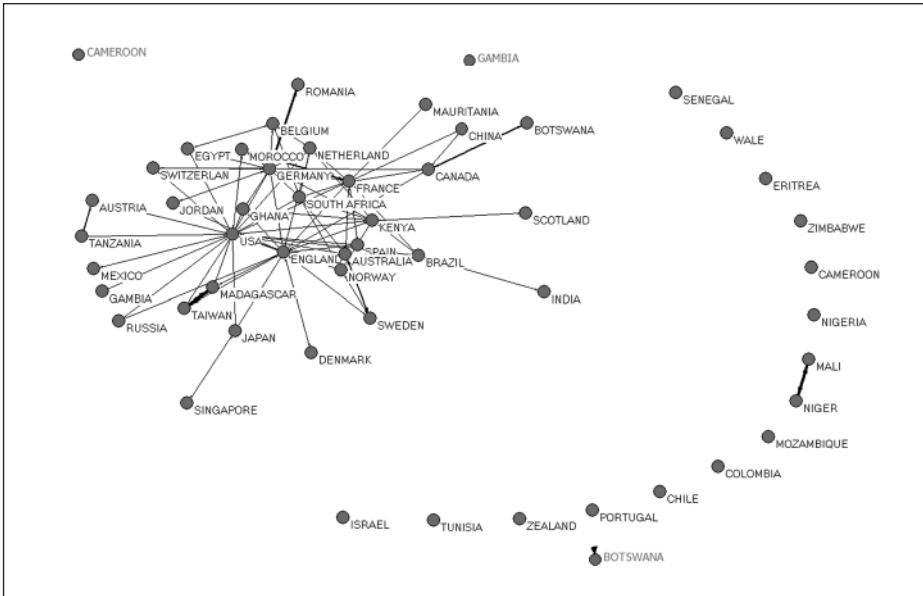 CAMEROON
GAMBIA
ROMANIA
SENEGAL
MAURITANIA
BELGIUM
CHINA
BOTSWANA
WALE
EGYPT
MOROCCO
NETHERLAND
SWITZERLAN
GERMANY
FRANCE
CANADA
ERITREA
SOUTH AFRICA
AUSTRIA
JORDAN
GHANA
KENYA
SCOTLAND
ZIMBABWE
TANZANIA
USA
ENGLAND
SPAIN
AUSTRALIA
BRAZIL
MEXICO
NORWAY
CAMEROON
GAMBIA
MADAGASCAR
INDIA
TAIWAN
RUSSIA
SWEDEN
NIGERIA
JAPAN
DENMARK
MALI
SINGAPORE
NIGER
MOZAMBIQUE
COLOMBIA
CHILE
PORTUGAL
ISRAEL
TUNISIA
ZEALAND
BOTSWANA